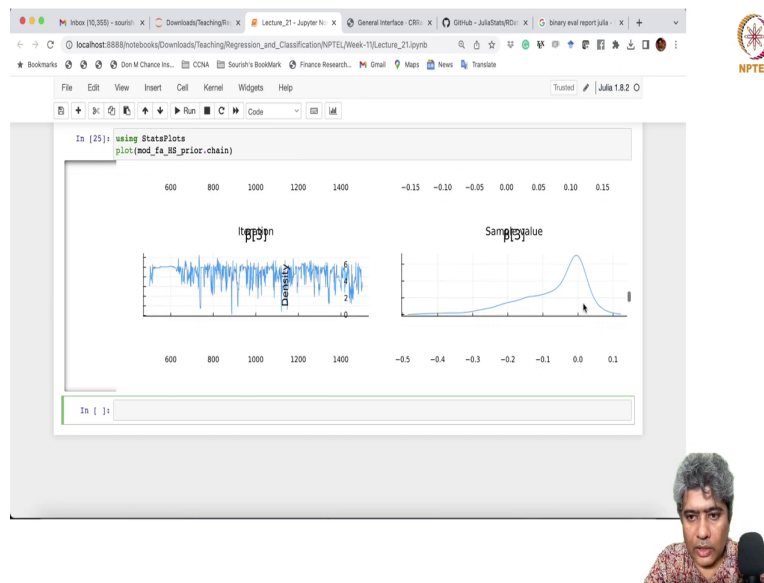 Inbox (10,355) - sourish
Downloads/Teaching/Re
Lecture_21 - Jupyter No
General Interface - CRRa
GitHub - JuliaStats/RDat
binary eval report julia -
localhost:8888/notebooks/Downloads/Teaching/Regression_and_Classification/NPTEL/Week-11/Lecture_21.ipynb
Bookmarks Don M Chance Ins... CCNA Sourish's BookMark Finance Research... Gmail Maps News Translate
NPTE
File Edit View Insert Cell Kernel Widgets Help Trusted Julia 1.8.2
Run Code
In [25]: using StatsPlots
plot(mod_fa_HS_prior.chain)
600 800 1000 1200 1400
-0.15 -0.10 -0.05 0.00 0.05 0.10 0.15
Iteration
β[3]
Sample value
β[3]
Density
6
4
2
0
600 800 1000 1200 1400
-0.5 -0.4 -0.3 -0.2 -0.1 0.0 0.1
In [ ]: